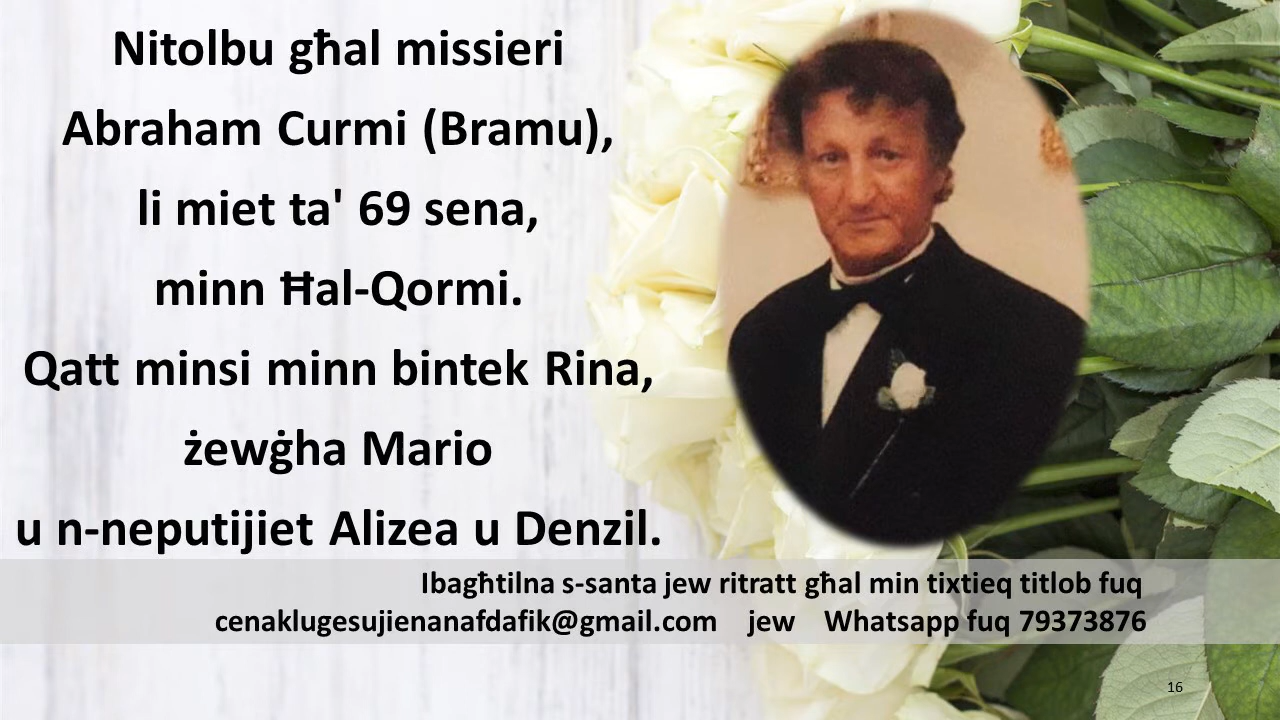 Nitolbu għal missieri
Abraham Curmi (Bramu),
li miet ta' 69 sena,
minn Ħal-Qormi.
Qatt minsi minn bintek Rina,
żewġha Mario
u n-neputijiet Alizea u Denzil.
Ibagħtilna s-santa jew ritratt għal min tixtieq titlob fuq
cenaklugesujienanafdafik@gmail.com jew Whatsapp fuq 79373876
16